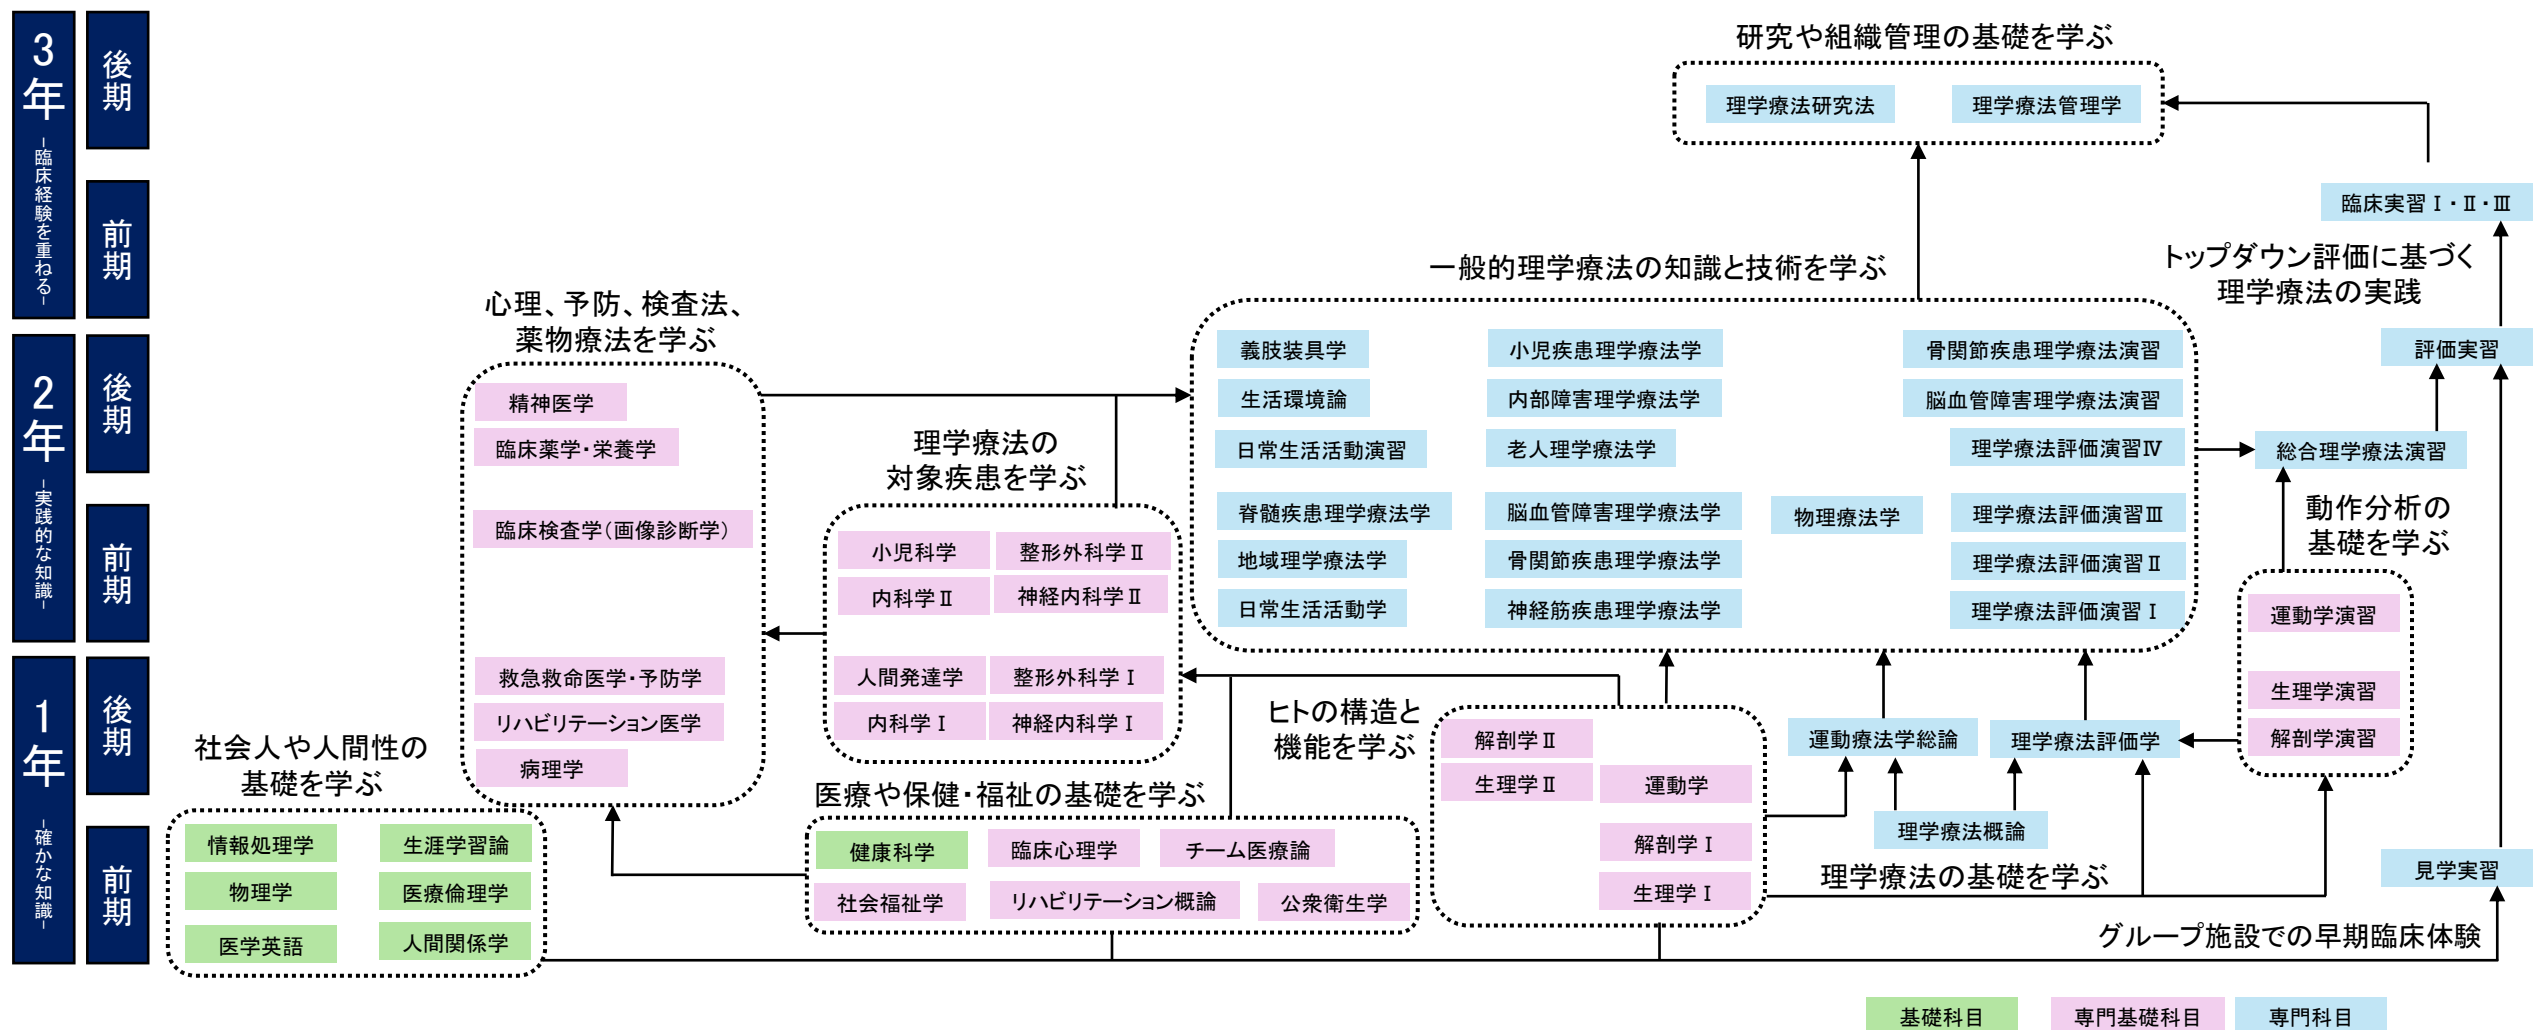 3年
-臨床経験を重ねる-
後期
前期
2年
-実践的な知識-
後期
前期
1年
-確かな知識-
後期
前期
研究や組織管理の基礎を学ぶ
理学療法研究法
理学療法管理学
臨床実習Ⅰ・Ⅱ・Ⅲ
トップダウン評価に基づく
理学療法の実践
評価実習
一般的理学療法の知識と技術を学ぶ
義肢装具学
小児疾患理学療法学
骨関節疾患理学療法演習
生活環境論
内部障害理学療法学
脳血管障害理学療法演習
日常生活活動演習
老人理学療法学
理学療法評価演習Ⅳ
脊髄疾患理学療法学
脳血管障害理学療法学
物理療法学
理学療法評価演習Ⅲ
地域理学療法学
骨関節疾患理学療法学
理学療法評価演習Ⅱ
日常生活活動学
神経筋疾患理学療法学
理学療法評価演習Ⅰ
総合理学療法演習
動作分析の
基礎を学ぶ
運動学演習
生理学演習
解剖学演習
心理、予防、検査法、
薬物療法を学ぶ
精神医学
臨床薬学・栄養学
臨床検査学(画像診断学)
救急救命医学・予防学
リハビリテーション医学
病理学
理学療法の
対象疾患を学ぶ
小児科学
整形外科学Ⅱ
内科学Ⅱ
神経内科学Ⅱ
人間発達学
整形外科学Ⅰ
内科学Ⅰ
神経内科学Ⅰ
ヒトの構造と
機能を学ぶ
解剖学Ⅱ
生理学Ⅱ
運動学
解剖学Ⅰ
生理学Ⅰ
運動療法学総論
理学療法評価学
理学療法概論
理学療法の基礎を学ぶ
見学実習
グループ施設での早期臨床体験
社会人や人間性の
基礎を学ぶ
情報処理学
生涯学習論
物理学
医療倫理学
医学英語
人間関係学
医療や保健・福祉の基礎を学ぶ
健康科学
臨床心理学
チーム医療論
社会福祉学
リハビリテーション概論
公衆衛生学
基礎科目
専門基礎科目
専門科目